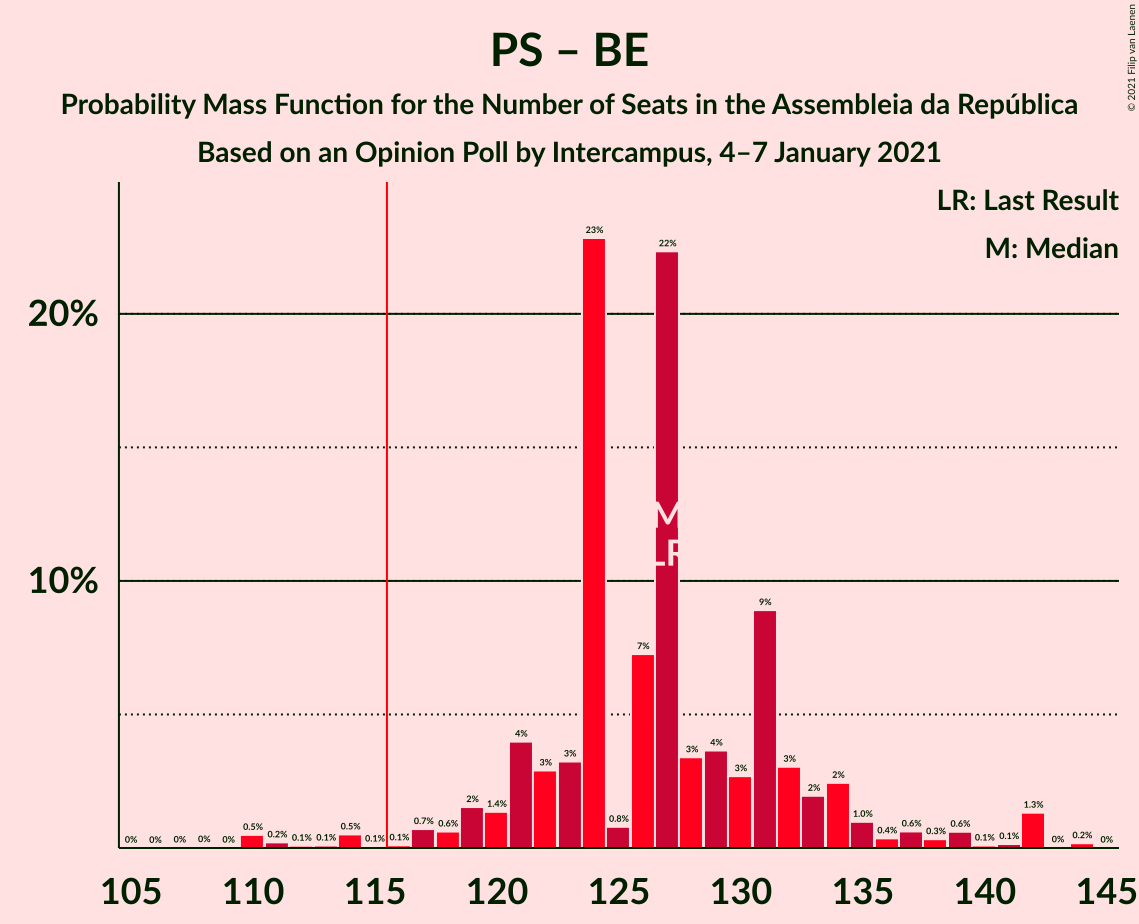 PS – BE
Probability Mass Function for the Number of Seats in the Assembleia da República
Based on an Opinion Poll by Intercampus, 4–7 January 2021
© 2021 Filip van Laenen
LR: Last Result
M: Median
20%
10%
0% 0% 0% 0% 0% 0.5% 0.2% 0.1% 0.1% 0.5% 0.1% 0.1% 0.7% 0.6% 2% 1.4% 4% 3% 3% 23% 0.8% 7% 22% 3% 4% 3% 9% 3% 2% 2% 1.0% 0.4% 0.6% 0.3% 0.6% 0.1% 0.1% 1.3% 0% 0.2% 0%
M
LR
105 110 115 120 125 130 135 140 145